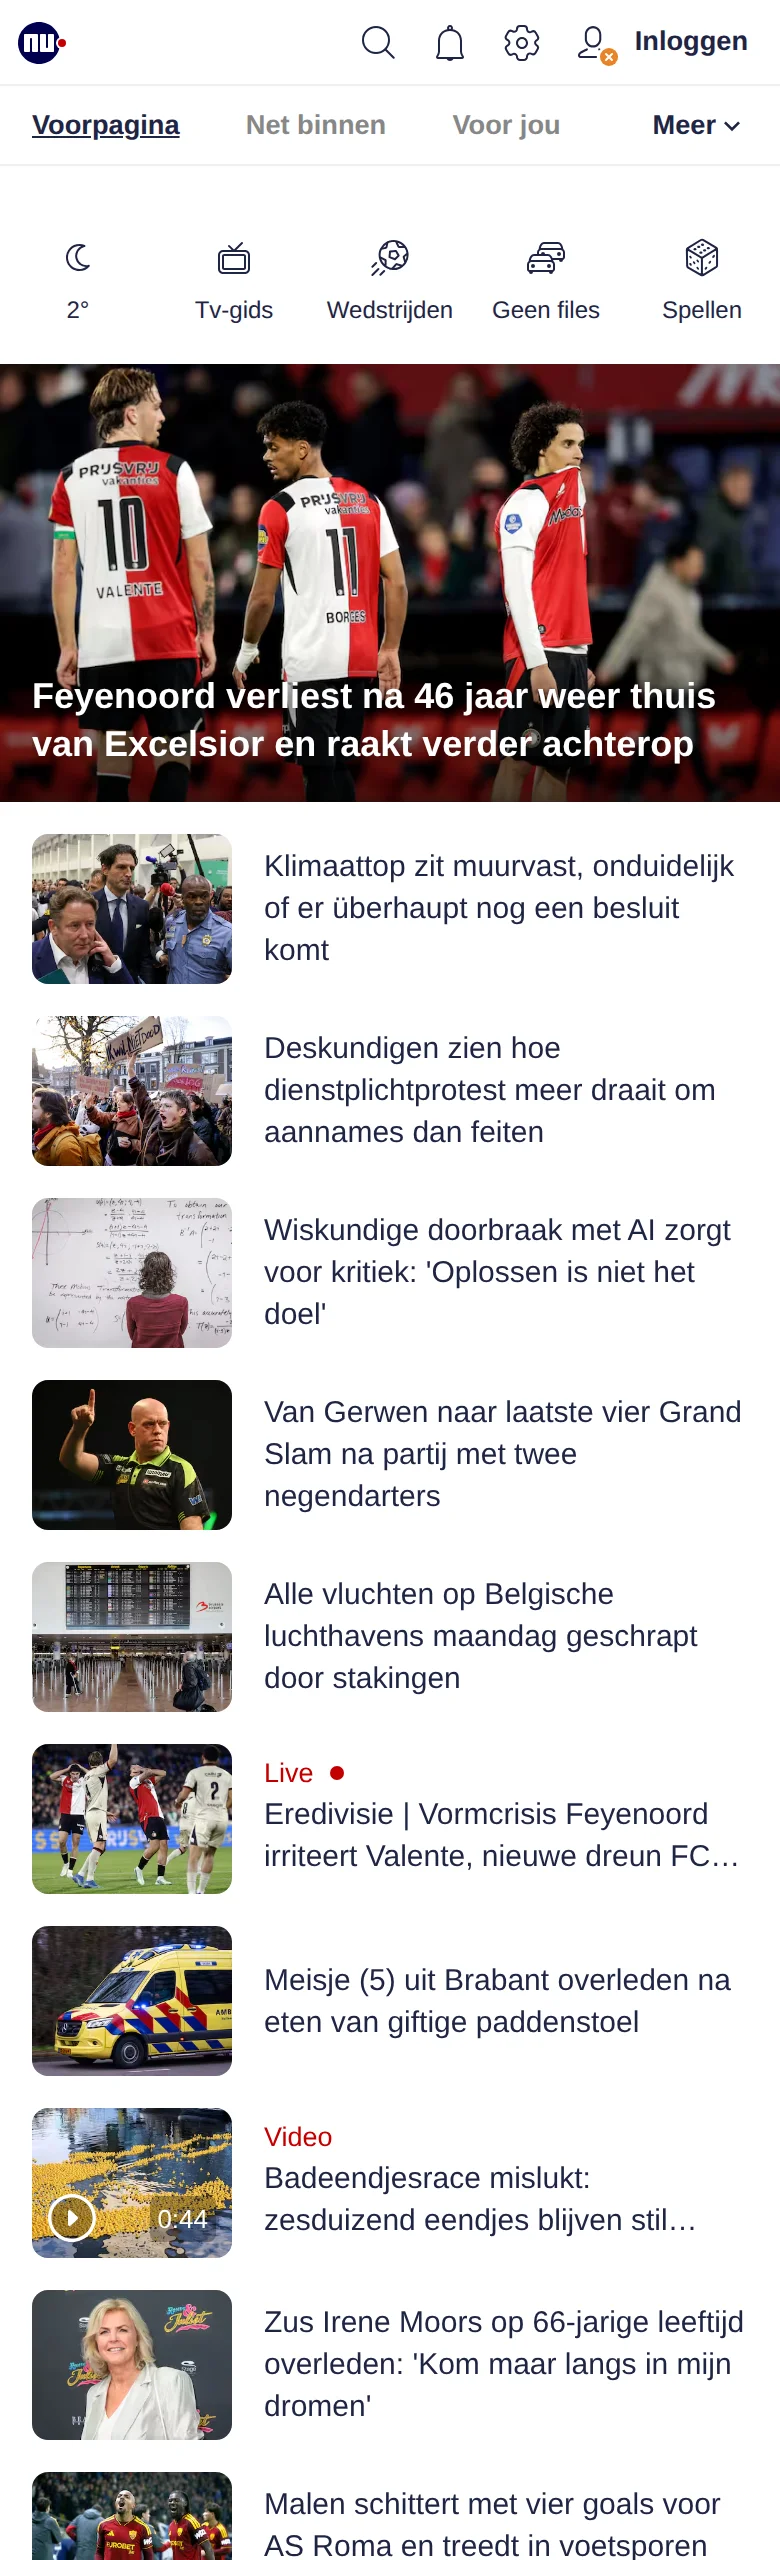 nu
Inloggen
Voorpagina Net binnen Voor jou Meer
2° Tv-gids Wedstrijden Geen files Spellen
PRIJSVRIJ
vakanties
10
VALENTE
PRIJSVRIJ
vakanties
11
BORGES
Feyenoord verliest na 46 jaar weer thuis
van Excelsior en raakt verder achterop
Klimaattop zit muurvast, onduidelijk
of er überhaupt nog een besluit
komt
IK WIL NIET DOOD
Deskundigen zien hoe
dienstplichtprotest meer draait om
aannames dan feiten
Wiskundige doorbraak met AI zorgt
voor kritiek: 'Oplossen is niet het
doel'
Van Gerwen naar laatste vier Grand
Slam na partij met twee
negendarters
Alle vluchten op Belgische
luchthavens maandag geschrapt
door stakingen
2
Live
Eredivisie | Vormcrisis Feyenoord
irriteert Valente, nieuwe dreun FC...
Meisje (5) uit Brabant overleden na
eten van giftige paddenstoel
0:44
Video
Badeendjesrace mislukt:
zesduizend eendjes blijven stil...
Zus Irene Moors op 66-jarige leeftijd
overleden: 'Kom maar langs in mijn
dromen'
Malen schittert met vier goals voor
AS Roma en treedt in voetsporen